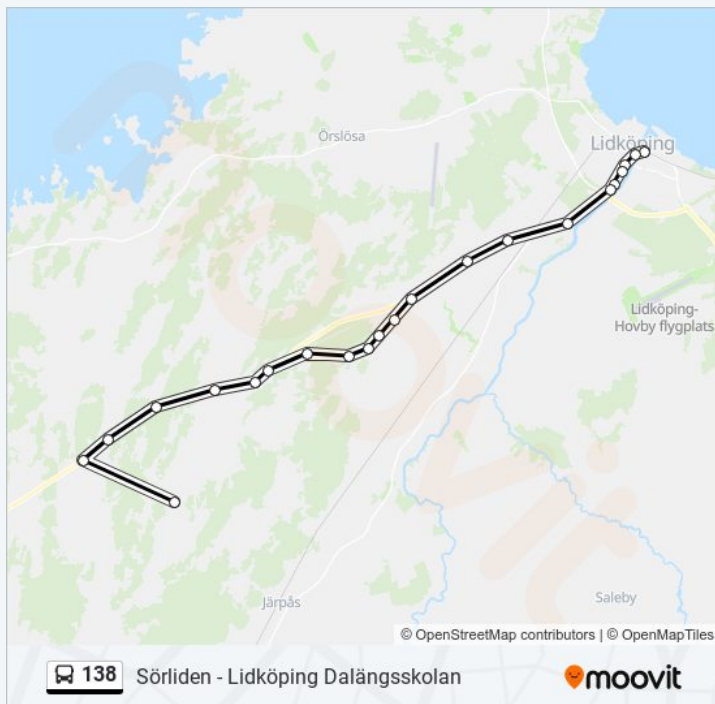 Örslösa
Lidköping
Lidköping-
Hovby flygplats
Järpås
Saleby
© OpenStreetMap contributors | © OpenMapTiles
138 Sörliden - Lidköping Dalängsskolan moovit